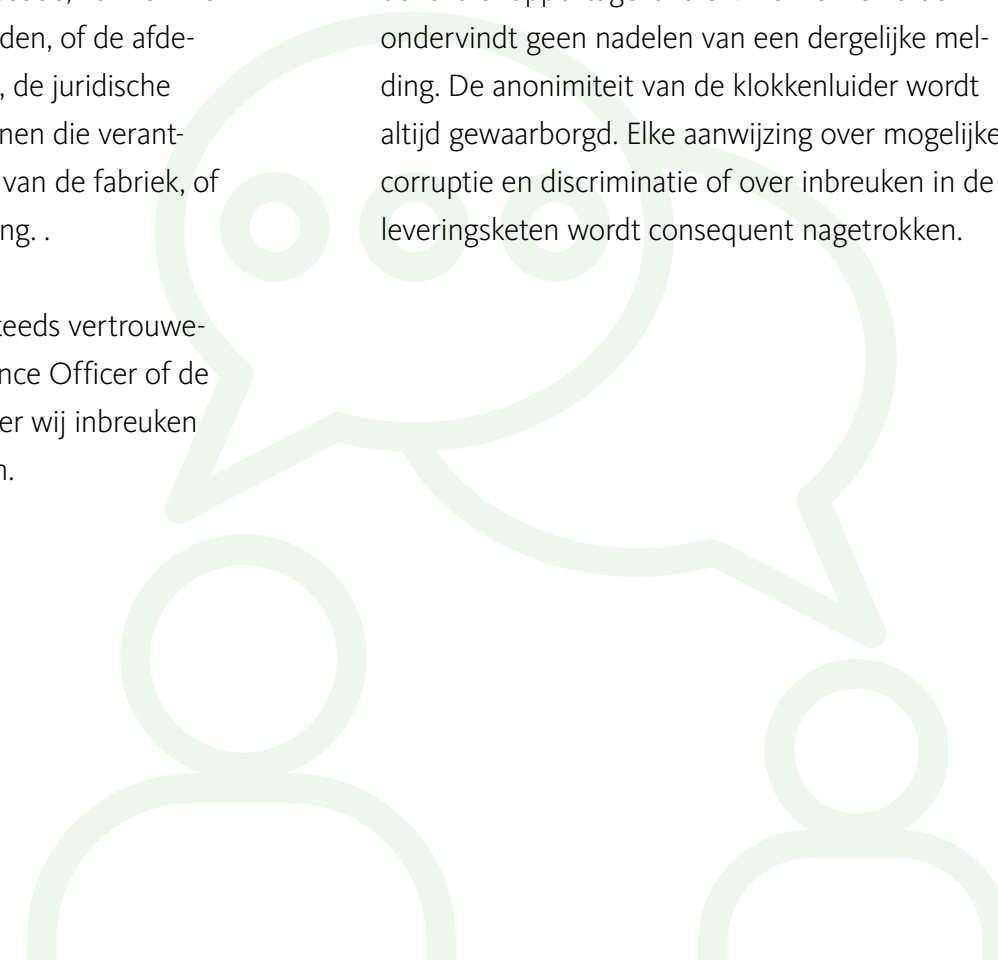 den, of de afde-
, de juridische
nen die verant-
van de fabriek, of
ng. .
vertrouwe-
nce Officer of de
er wij inbreuken
n.
ondervindt geen nadelen van een dergelijke mel-
ding. De anonimiteit van de klokkenluider wordt
altijd gewaarborgd. Elke aanwijzing over mogelijke
corruptie en discriminatie of over inbreuken in de
leveringsketen wordt consequent nagetrokken.